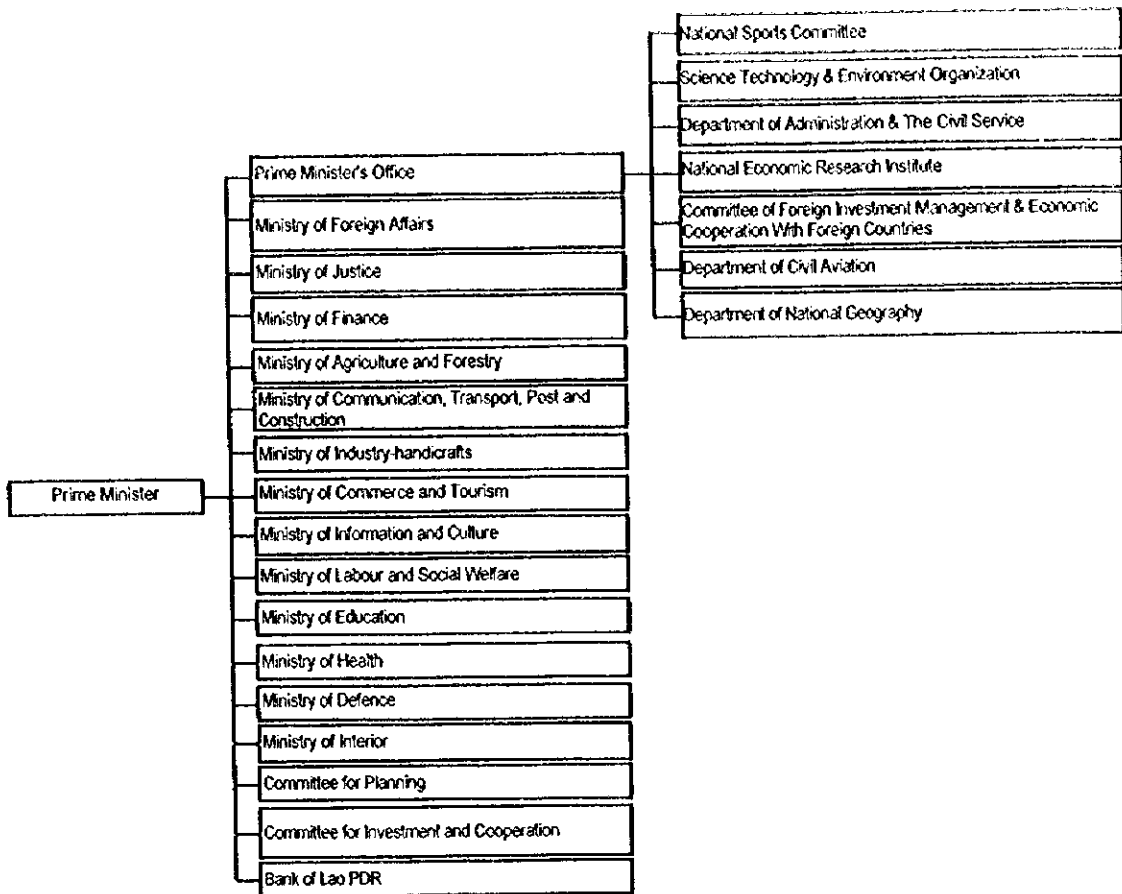 National Sports Committee
Science Technology & Environment Organization
Department of Administration & The Civil Service
Prime Minister's Office
National Economic Research Institute
Ministry of Foreign Affairs
Committee of Foreign Investment Management & Economic
Cooperation With Foreign Countries
Ministry of Justice
Department of Civil Aviation
Ministry of Finance
Department of National Geography
Ministry of Agriculture and Forestry
Ministry of Communication, Transport, Post and
Construction
Ministry of Industry-handicrafts
Prime Minister
Ministry of Commerce and Tourism
Ministry of Information and Culture
Ministry of Labour and Social Welfare
Ministry of Education
Ministry of Health
Ministry of Defence
Ministry of Interior
Committee for Planning
Committee for Investment and Cooperation
Bank of Lao PDR